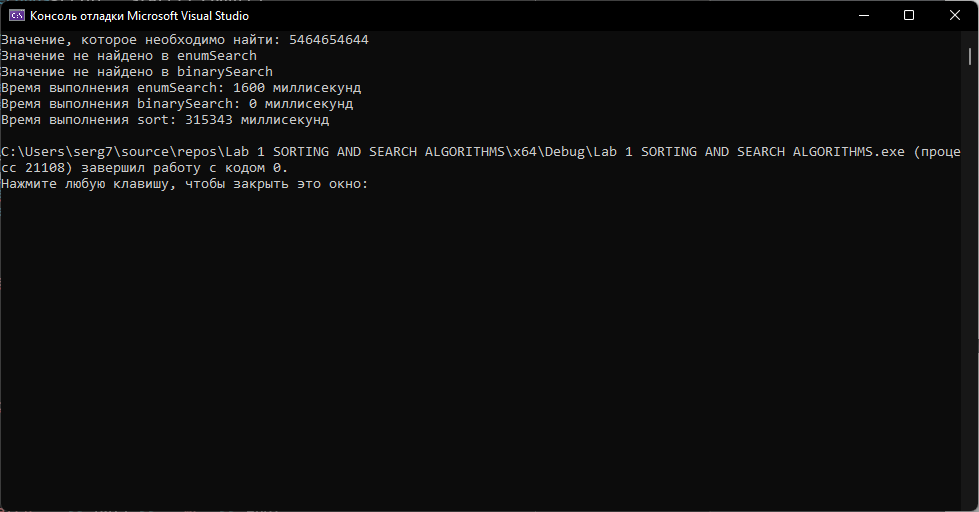 Консоль отладки Microsoft Visual Studio
Значение, которое необходимо найти: 5464654644
Значение не найдено в enumSearch
Значение не найдено в binarySearch
Время выполнения enumSearch: 1600 миллисекунд
Время выполнения binarySearch: 0 миллисекунд
Время выполнения sort: 315343 миллисекунд
C:\Users\serg7\source\repos\Lab 1 SORTING AND SEARCH ALGORITHMS\x64\Debug\Lab 1 SORTING AND SEARCH ALGORITHMS.exe (проце
сс 21108) завершил работу с кодом 0.
Нажмите любую клавишу, чтобы закрыть это окно: